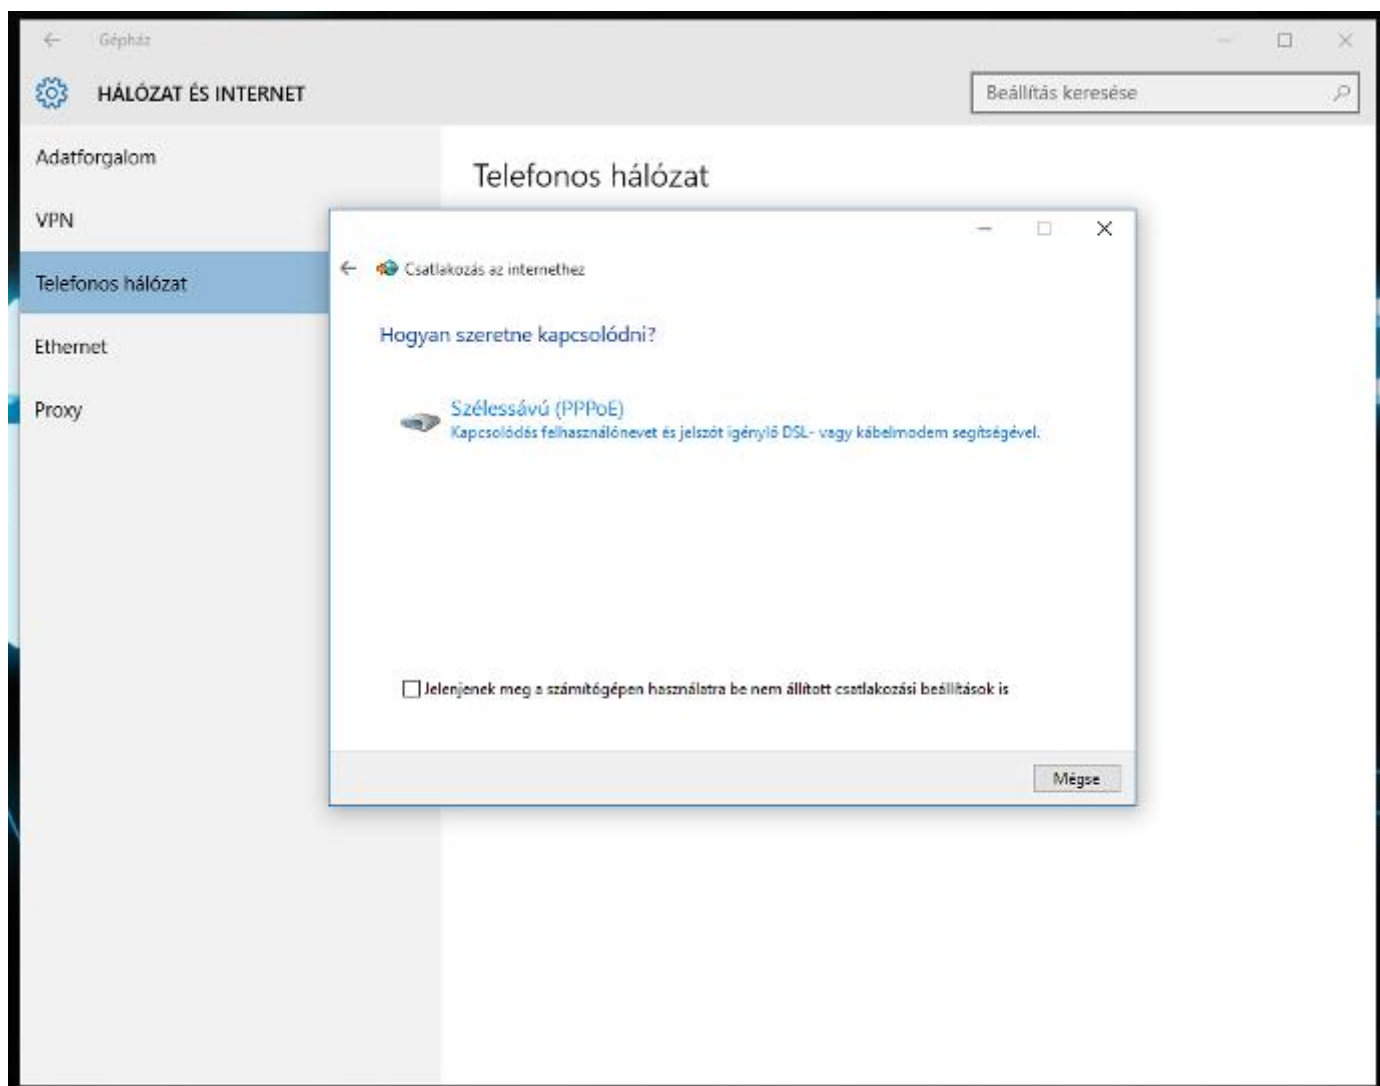 Gépház
HÁLÓZAT ÉS INTERNET
Beállítás keresése
Adatforgalom
VPN
Telefonos hálózat
Ethernet
Proxy
Telefonos hálózat
Csatlakozás az internethez
Hogyan szeretne kapcsolódni?
Szélessávú (PPPoE)
Kapcsolódás felhasználónevet és jelszót igénylő DSL- vagy kábelmodem segítségével.
Jelenjenek meg a számítógépen használatra be nem állított csatlakozási beállítások is
Mégse